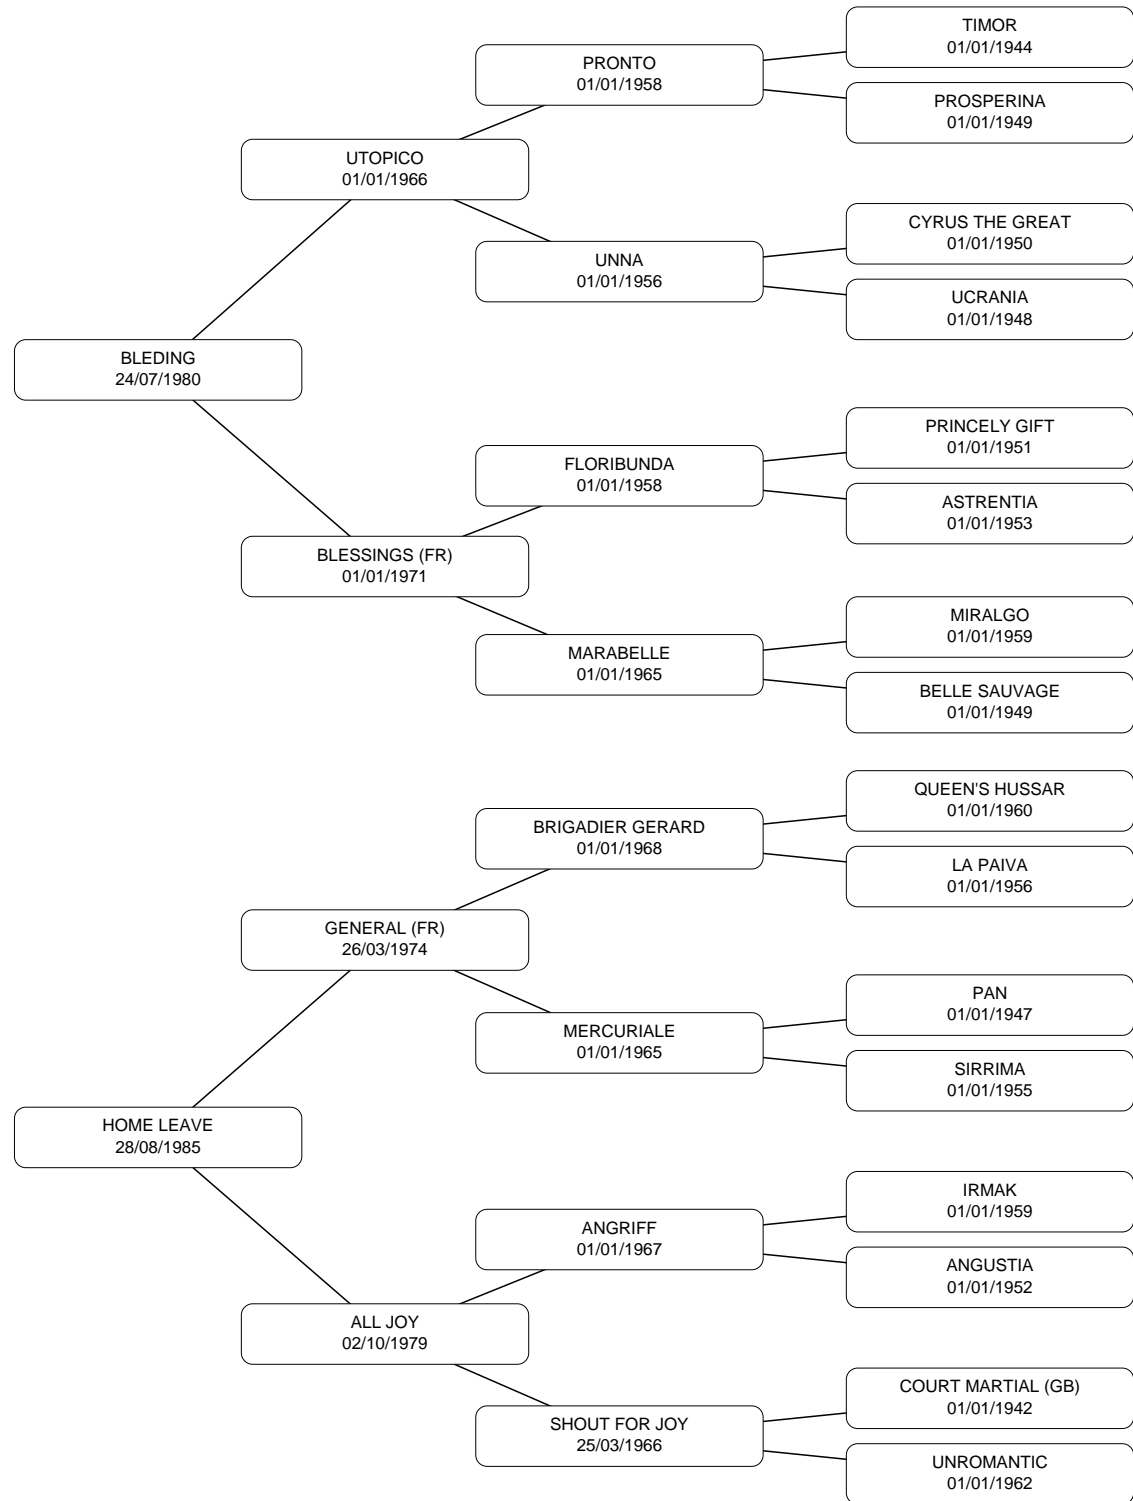 TIMOR
01/01/1944
PRONTO
01/01/1958
PROSPERINA
01/01/1949
UTOPICO
01/01/1966
CYRUS THE GREAT
01/01/1950
UNNA
01/01/1956
UCRANIA
01/01/1948
BLEDING
24/07/1980
PRINCELY GIFT
01/01/1951
FLORIBUNDA
01/01/1958
ASTRENTIA
01/01/1953
BLESSINGS (FR)
01/01/1971
MIRALGO
01/01/1959
MARABELLE
01/01/1965
BELLE SAUVAGE
01/01/1949
QUEEN'S HUSSAR
01/01/1960
BRIGADIER GERARD
01/01/1968
LA PAIVA
01/01/1956
GENERAL (FR)
26/03/1974
PAN
01/01/1947
MERCURIALE
01/01/1965
SIRRIMA
01/01/1955
HOME LEAVE
28/08/1985
IRMAK
01/01/1959
ANGRIFF
01/01/1967
ANGUSTIA
01/01/1952
ALL JOY
02/10/1979
COURT MARTIAL (GB)
01/01/1942
SHOUT FOR JOY
25/03/1966
UNROMANTIC
01/01/1962